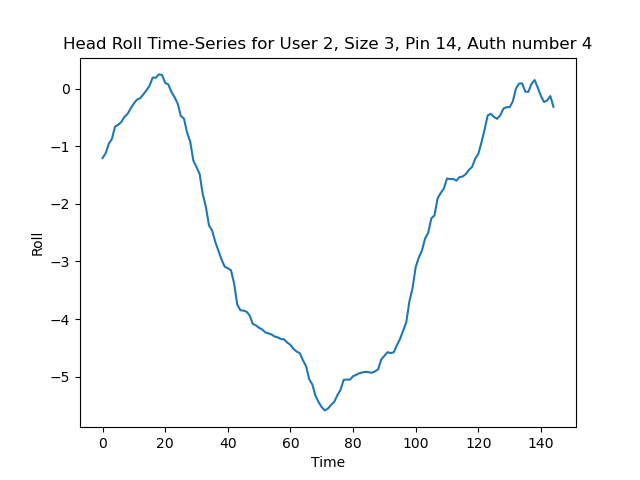 Head Roll Time-Series for User 2, Size 3, Pin 14, Auth number 4
0
−1
−2
−3
−4
−5
Roll
0 20 40 60 80 100 120 140
Time